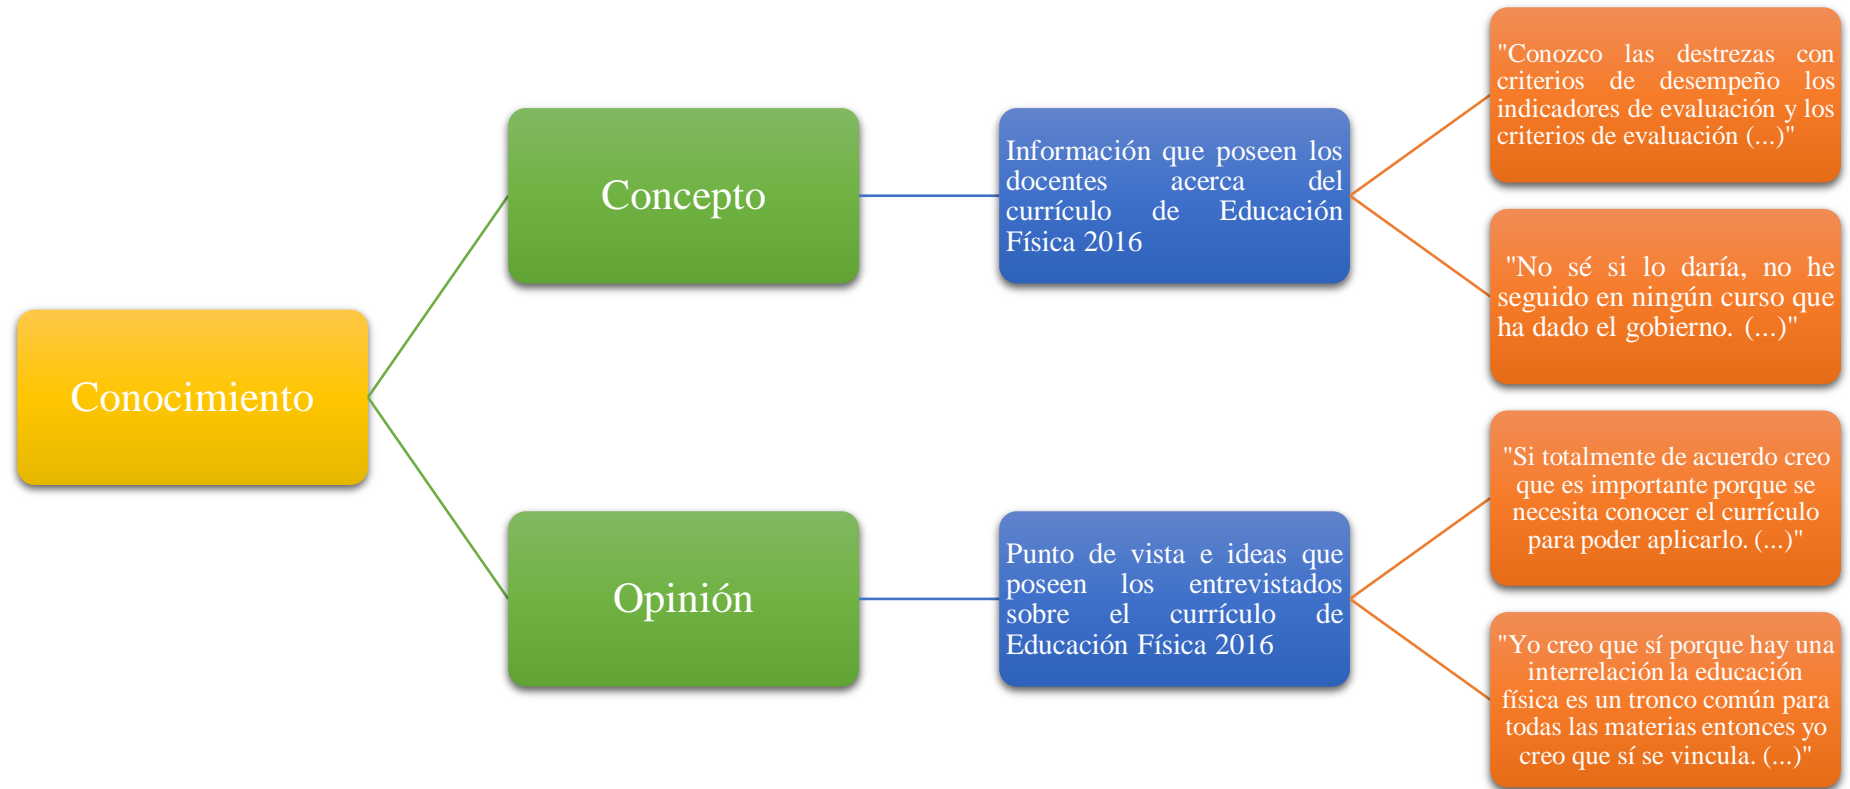 Conocimiento
Concepto
Información que poseen los
docentes acerca del
currículo de Educación
Física 2016
"Conozco las destrezas con
criterios de desempeño los
indicadores de evaluación y los
criterios de evaluación (...)"
"No sé si lo daría, no he
seguido en ningún curso que
ha dado el gobierno. (...)"
Opinión
Punto de vista e ideas que
poseen los entrevistados
sobre el currículo de
Educación Física 2016
"Si totalmente de acuerdo creo
que es importante porque se
necesita conocer el currículo
para poder aplicarlo. (...)"
"Yo creo que sí porque hay una
interrelación la educación
física es un tronco común para
todas las materias entonces yo
creo que sí se vincula. (...)"